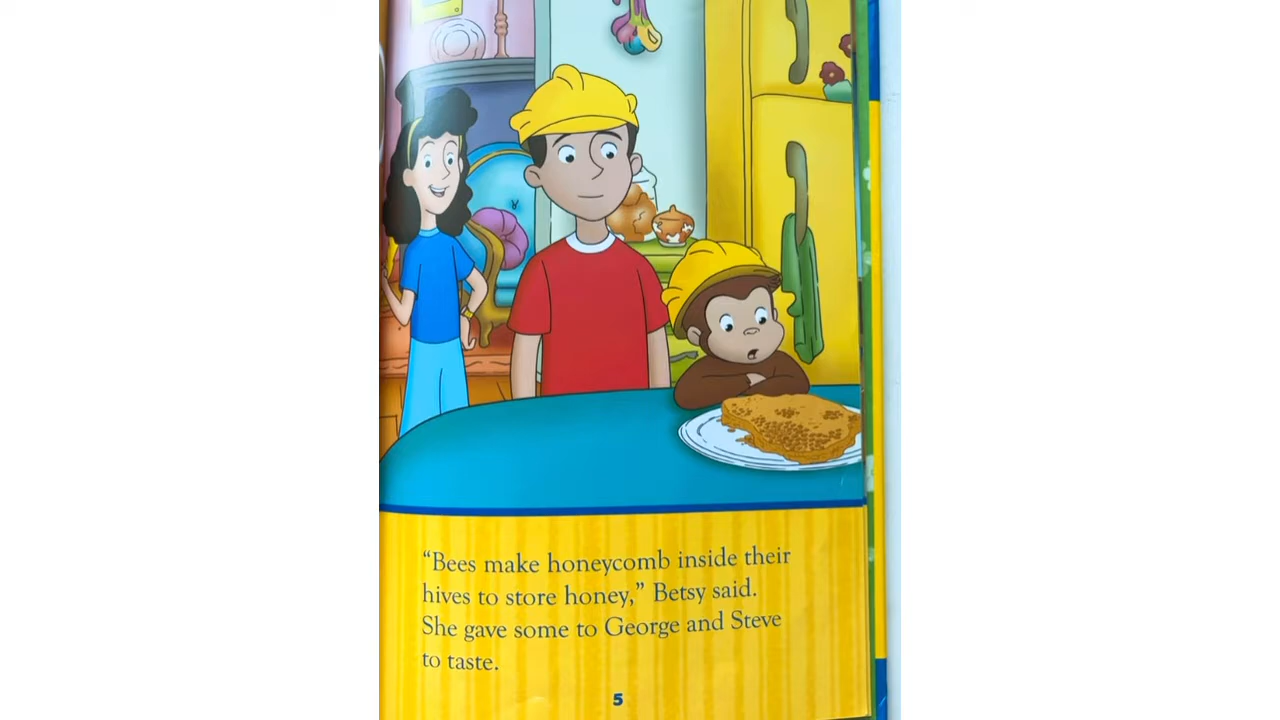 “Bees make honeycomb inside their
hives to store honey,” Betsy said.
She gave some to George and Steve
to taste.
5